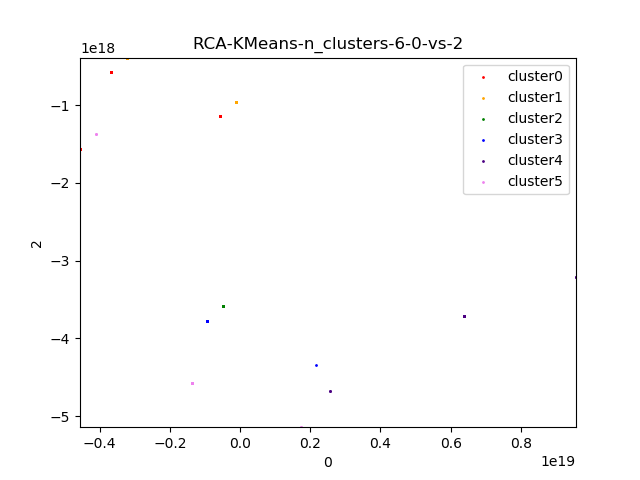 RCA-KMeans-n_clusters-6-0-vs-2
1e18
−1
−2
−3
−4
−5
2
cluster0
cluster1
cluster2
cluster3
cluster4
cluster5
−0.4
−0.2
0.0
0.2
0.4
0.6
0.8
0
1e19